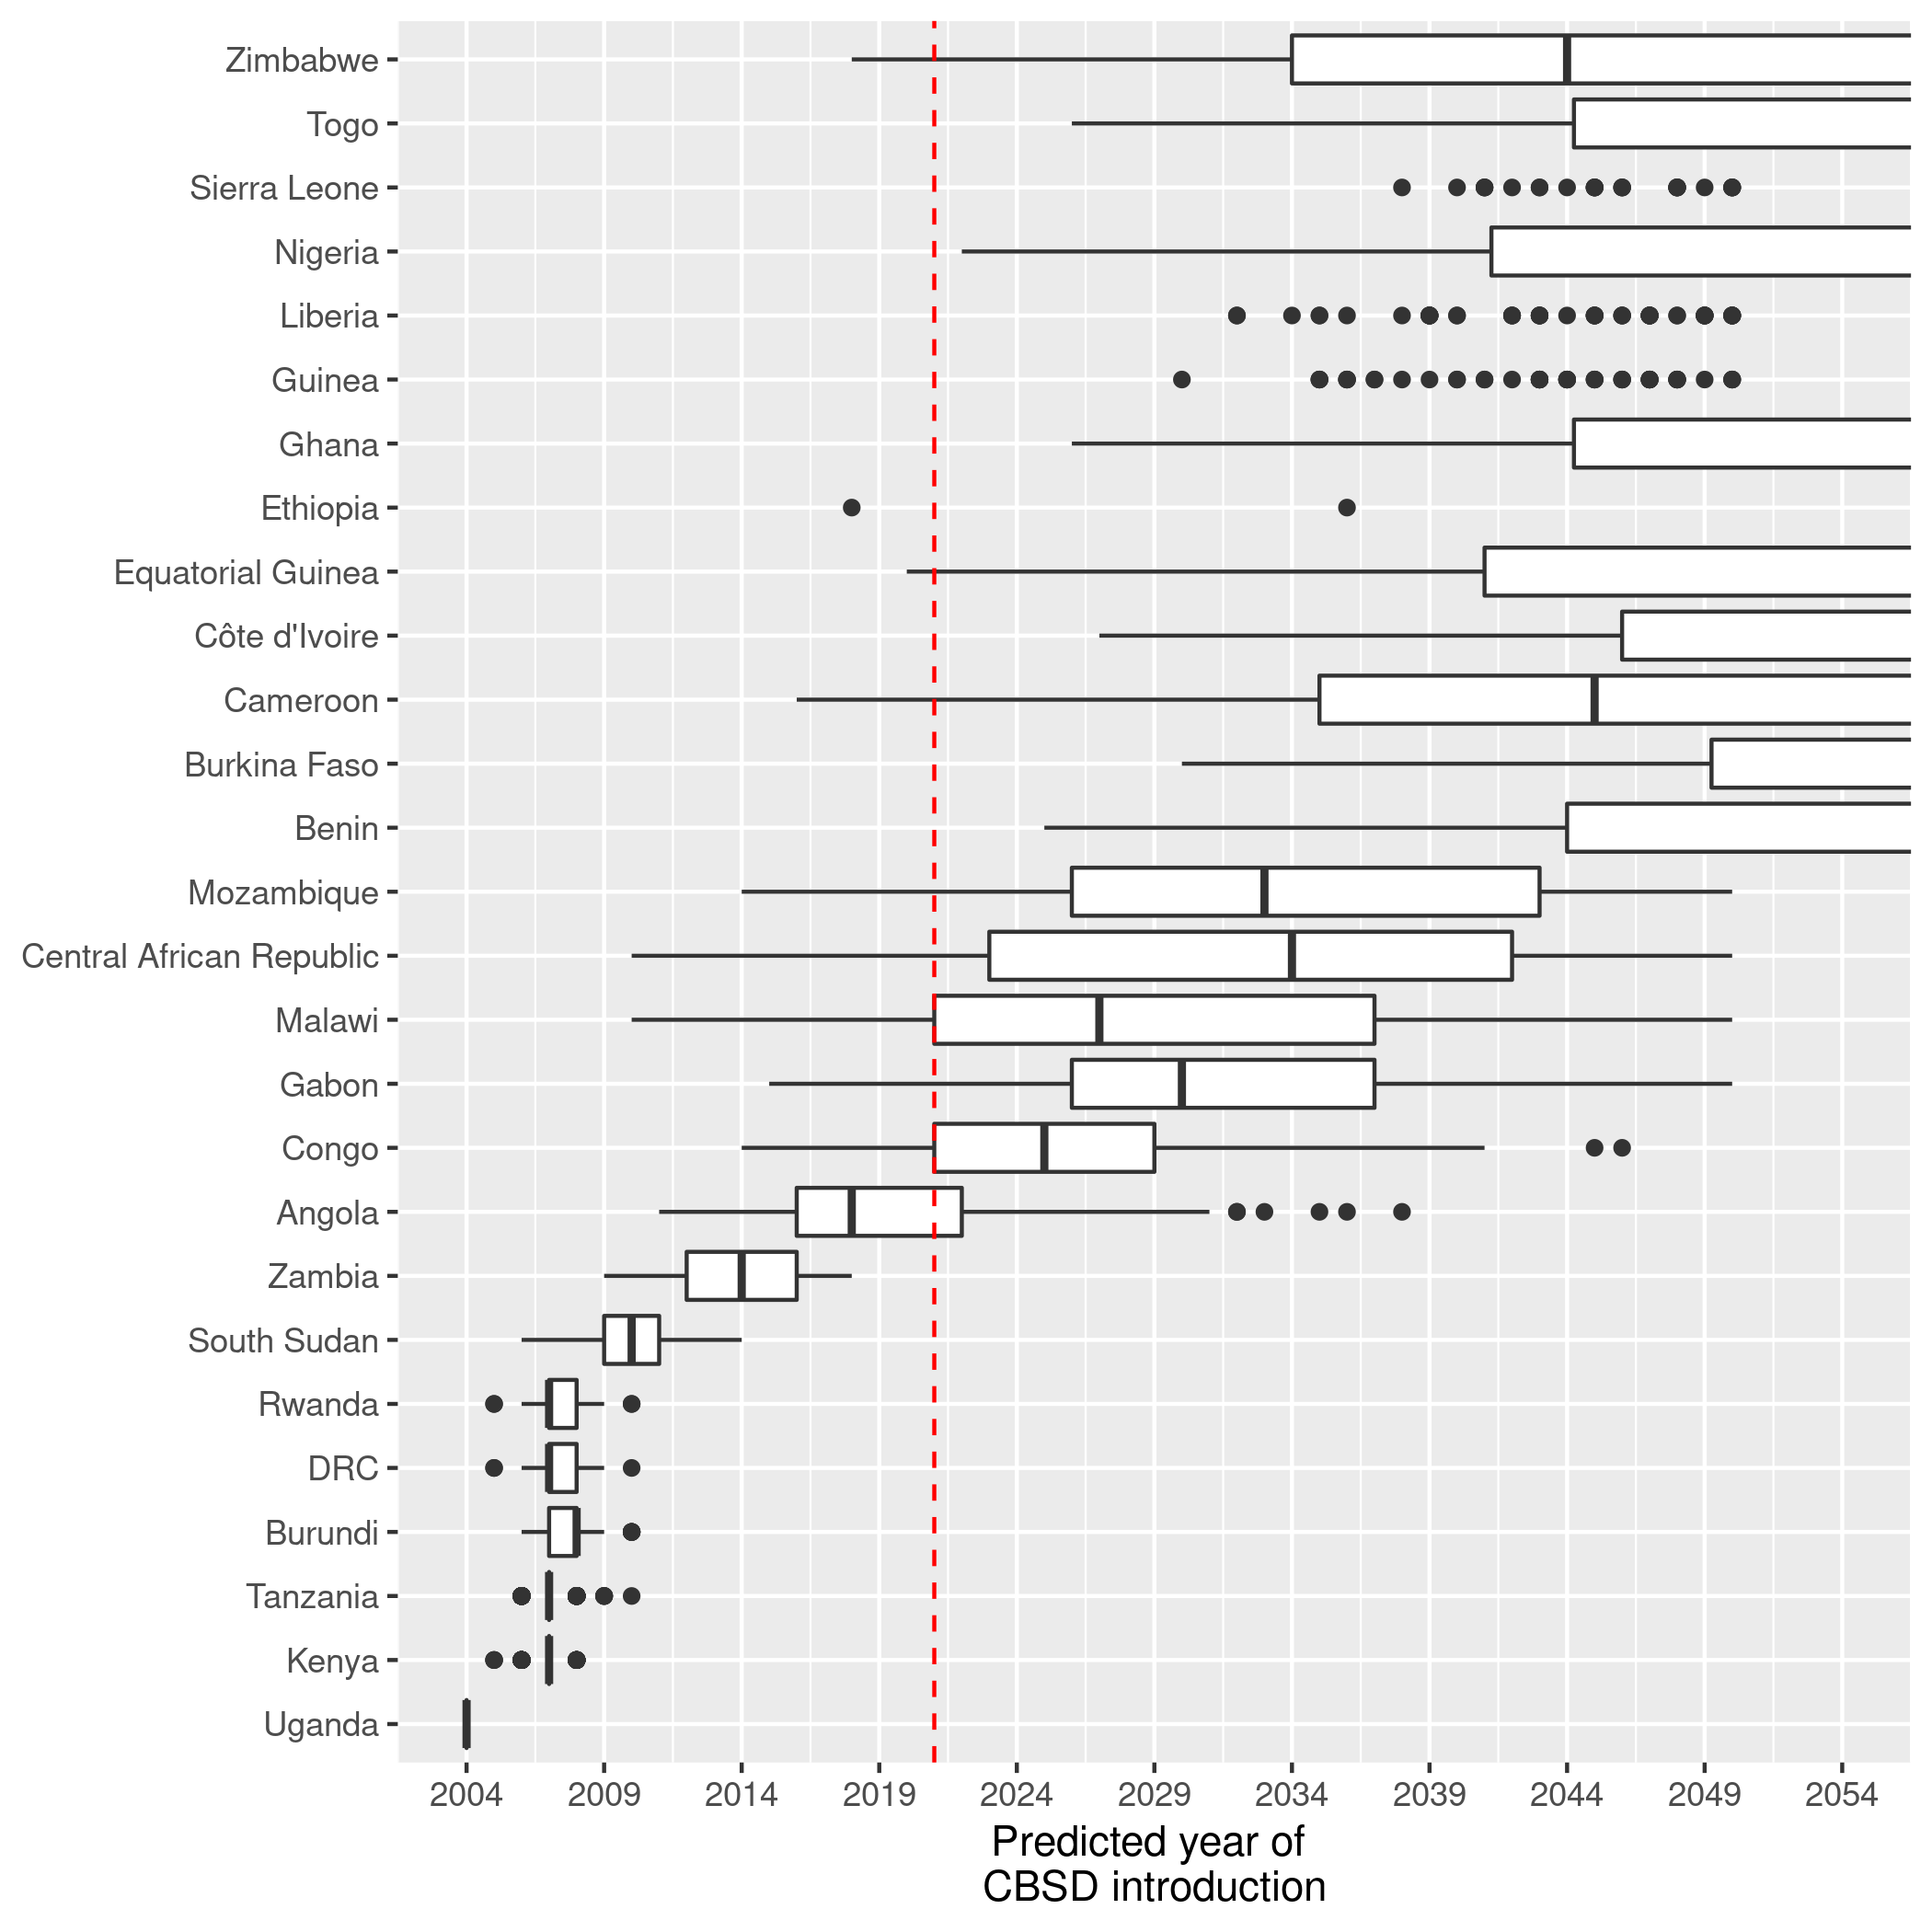 Zimbabwe
Togo
Sierra Leone
Nigeria
Liberia
Guinea
Ghana
Ethiopia
Equatorial Guinea
Côte d'Ivoire
Cameroon
Burkina Faso
Benin
Mozambique
Central African Republic
Malawi
Gabon
Congo
Angola
Zambia
South Sudan
Rwanda
DRC
Burundi
Tanzania
Kenya
Uganda
2004 2009 2014 2019 2024 2029 2034 2039 2044 2049 2054
Predicted year of
CBSD introduction